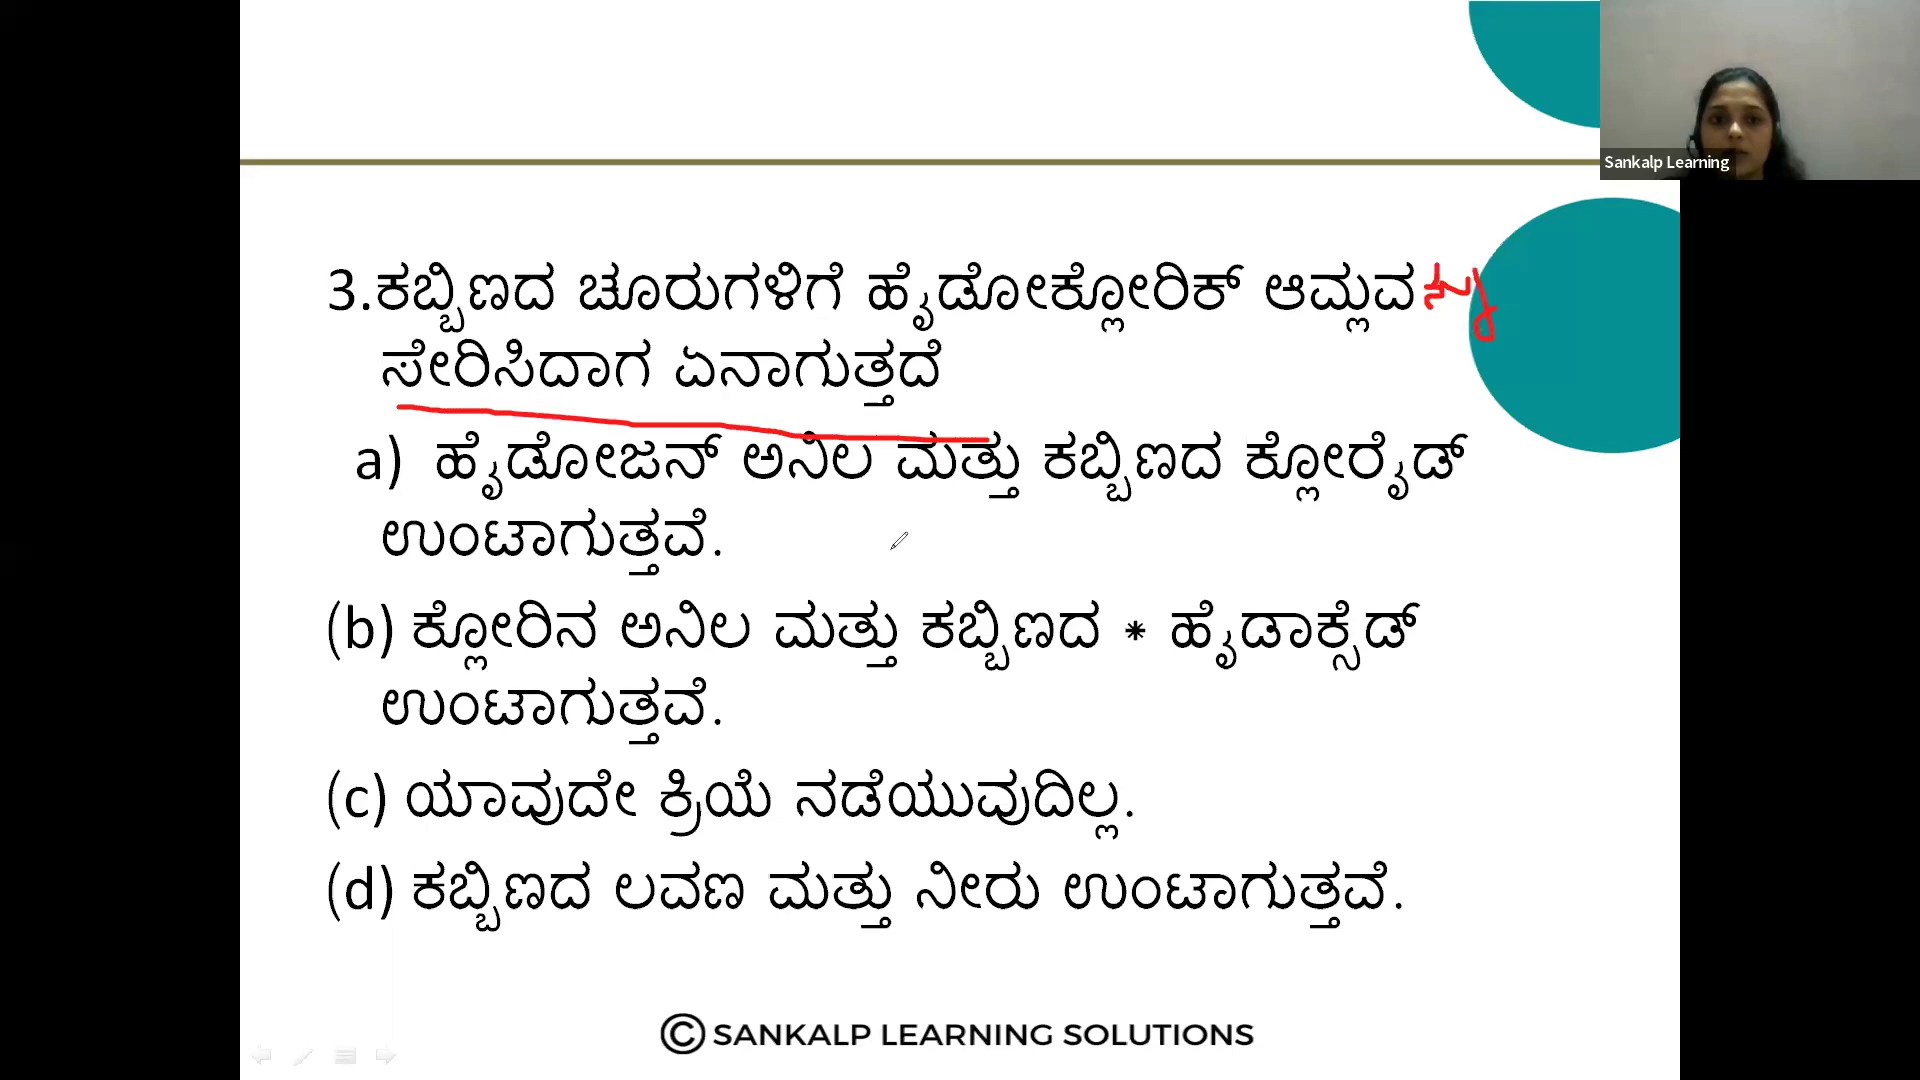 Sankalp Learning
3.ಕಬ್ಬಿಣದ ಚೂರುಗಳಿಗೆ ಹೈಡೋಕ್ಲೋರಿಕ್ ಆಮ್ಲವನ್ನು
ಸೇರಿಸಿದಾಗ ಏನಾಗುತ್ತದೆ
a) ಹೈಡೋಜನ್ ಅನಿಲ ಮತ್ತು ಕಬ್ಬಿಣದ ಕ್ಲೋರೈಡ್
ಉಂಟಾಗುತ್ತವೆ.
(b) ಕ್ಲೋರಿನ ಅನಿಲ ಮತ್ತು ಕಬ್ಬಿಣದ * ಹೈಡಾಕ್ಸೆಡ್
ಉಂಟಾಗುತ್ತವೆ.
(c) ಯಾವುದೇ ಕ್ರಿಯೆ ನಡೆಯುವುದಿಲ್ಲ.
(d) ಕಬ್ಬಿಣದ ಲವಣ ಮತ್ತು ನೀರು ಉಂಟಾಗುತ್ತವೆ.
© SANKALP LEARNING SOLUTIONS